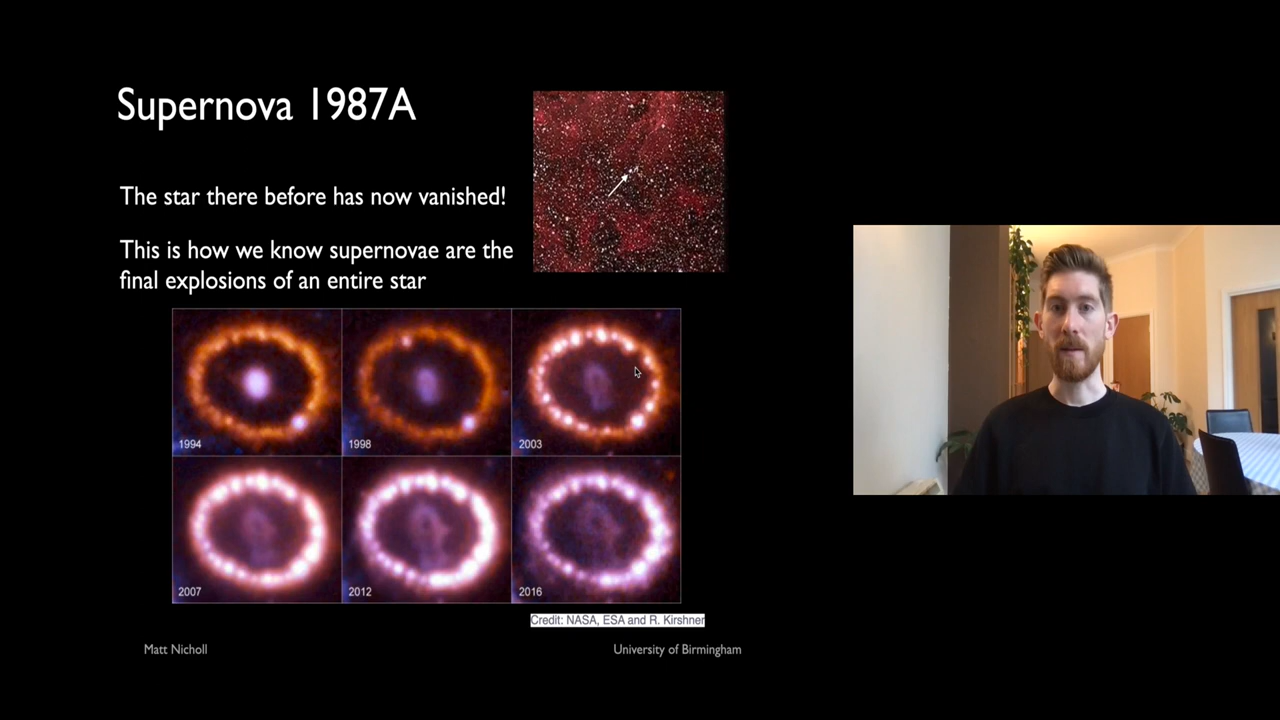 Supernova 1987A
The star there before has now vanished!
This is how we know supernovae are the
final explosions of an entire star
1994
1998
2003
2007
2012
2016
Credit: NASA, ESA and R. Kirshner
Matt Nicholl
University of Birmingham